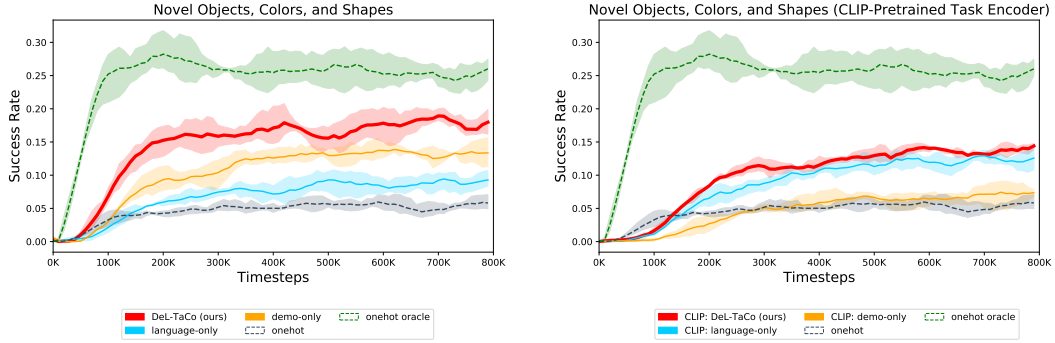 Novel Objects, Colors, and Shapes
Success Rate
0.30
0.25
0.20
0.15
0.10
0.05
0.00
0K 100K 200K 300K 400K 500K 600K 700K 800K
Timesteps
DeL-TaCo (ours) demo-only onehot oracle
language-only onehot
Novel Objects, Colors, and Shapes (CLIP-Pretrained Task Encoder)
Success Rate
0.30
0.25
0.20
0.15
0.10
0.05
0.00
0K 100K 200K 300K 400K 500K 600K 700K 800K
Timesteps
CLIP: DeL-TaCo (ours) CLIP: demo-only onehot oracle
CLIP: language-only onehot